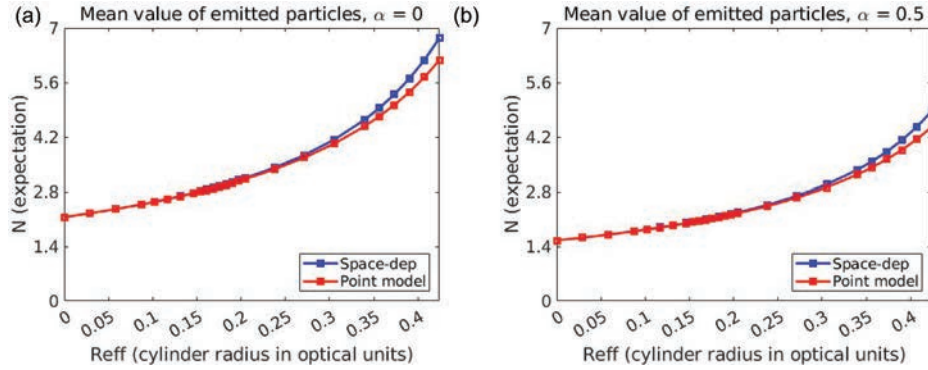 (a) Mean value of emitted particles, α = 0
7
5.6
4.2
2.8
1.4
0
N (expectation)
Space-dep
Point model
0 0.05 0.1 0.15 0.2 0.25 0.3 0.35 0.4
Reff (cylinder radius in optical units)
(b) Mean value of emitted particles, α = 0.5
7
5.6
4.2
2.8
1.4
0
N (expectation)
Space-dep
Point model
0 0.05 0.1 0.15 0.2 0.25 0.3 0.35 0.4
Reff (cylinder radius in optical units)